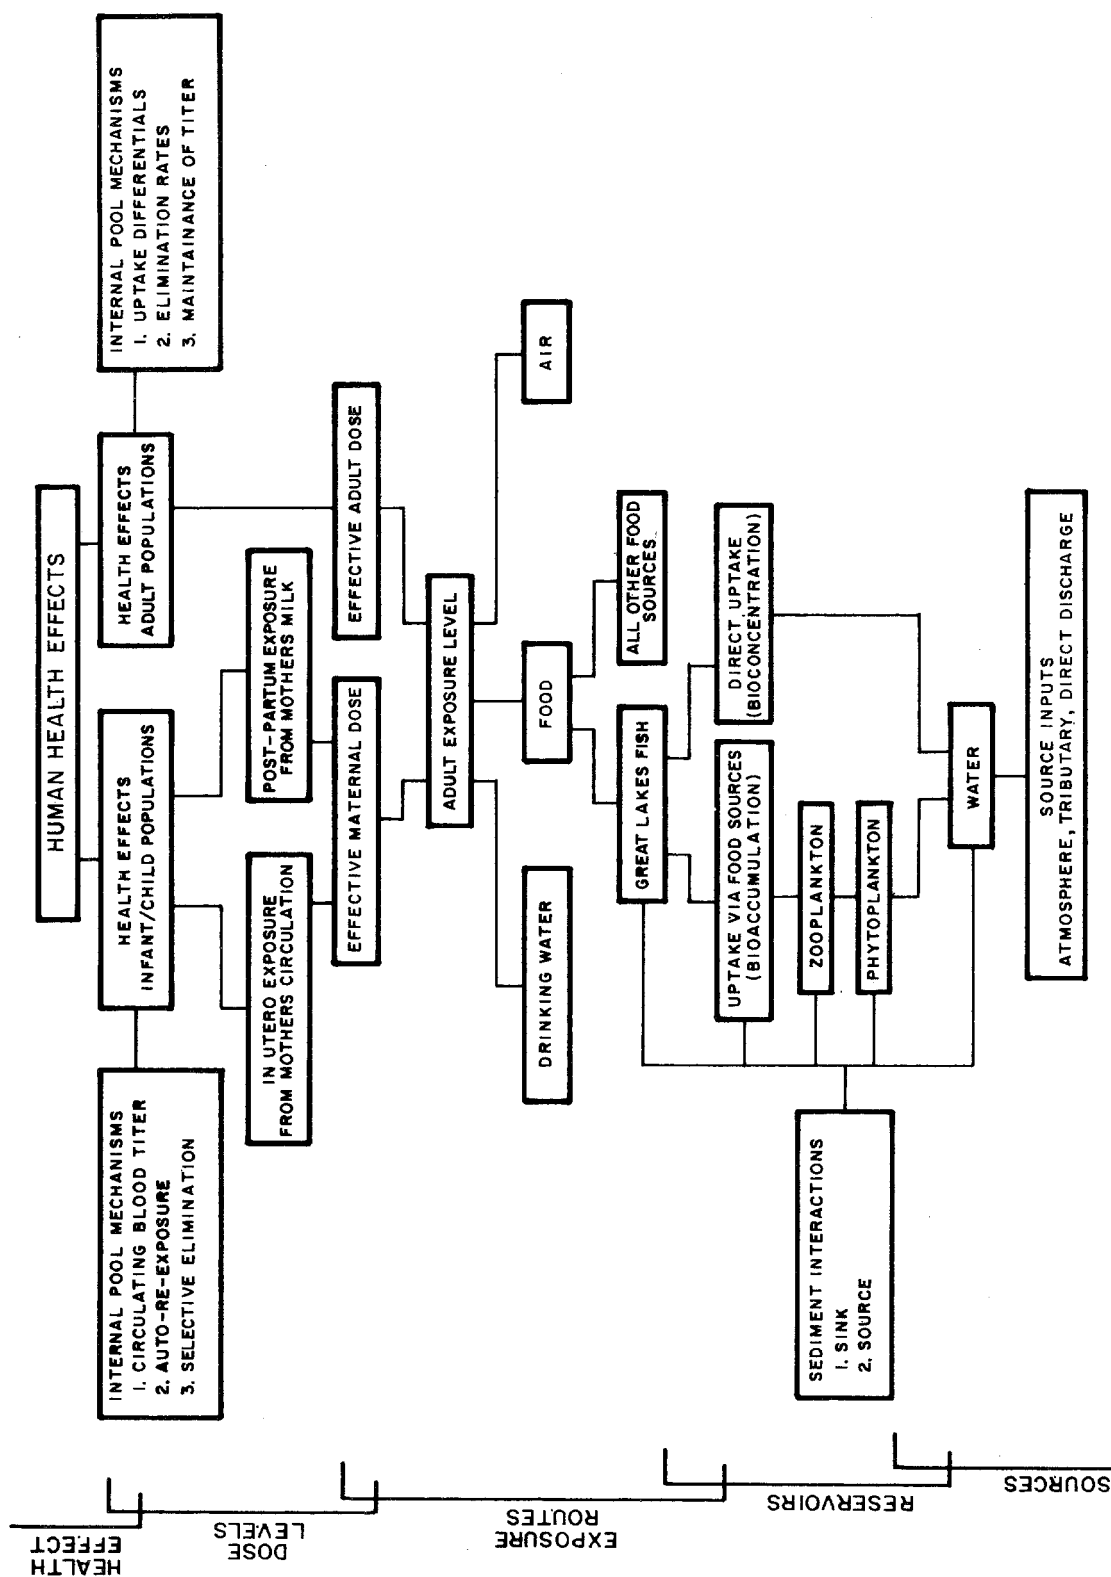 HUMAN HEALTH EFFECTS
INTERNAL POOL MECHANISMS
1. CIRCULATING BLOOD TITER
2. AUTO-RE-EXPOSURE
3. SELECTIVE ELIMINATION
HEALTH EFFECTS
INFANT/CHILD POPULATIONS
HEALTH EFFECTS
ADULT POPULATIONS
INTERNAL POOL MECHANISMS
1. UPTAKE DIFFERENTIALS
2. ELIMINATION RATES
3. MAINTAINANCE OF TITER
IN UTERO EXPOSURE
FROM MOTHERS CIRCULATION
POST-PARTUM EXPOSURE
FROM MOTHERS MILK
EFFECTIVE MATERNAL DOSE
EFFECTIVE ADULT DOSE
ADULT EXPOSURE LEVEL
DRINKING WATER
FOOD
AIR
GREAT LAKES FISH
ALL OTHER FOOD
SOURCES
UPTAKE VIA FOOD SOURCES
(BIOACCUMULATION)
DIRECT UPTAKE
(BIOCONCENTRATION)
SEDIMENT INTERACTIONS
1. SINK
2. SOURCE
ZOOPLANKTON
PHYTOPLANKTON
WATER
SOURCE INPUTS
ATMOSPHERE, TRIBUTARY, DIRECT DISCHARGE
HEALTH
EFFECT
DOSE
LEVELS
EXPOSURE
ROUTES
RESERVOIRS
SOURCES